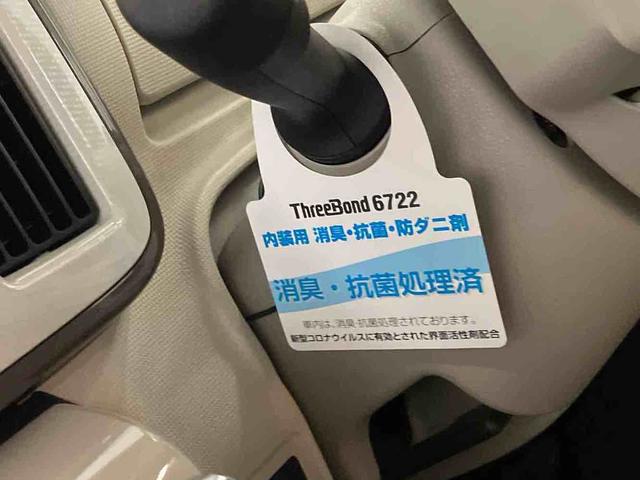 ThreeBond 6722
内装用 消臭・抗菌・防ダニ剤
消臭・抗菌処理済
車内は、消臭・抗菌処理されております。
新型コロナウイルスに有効とされた界面活性剤配合